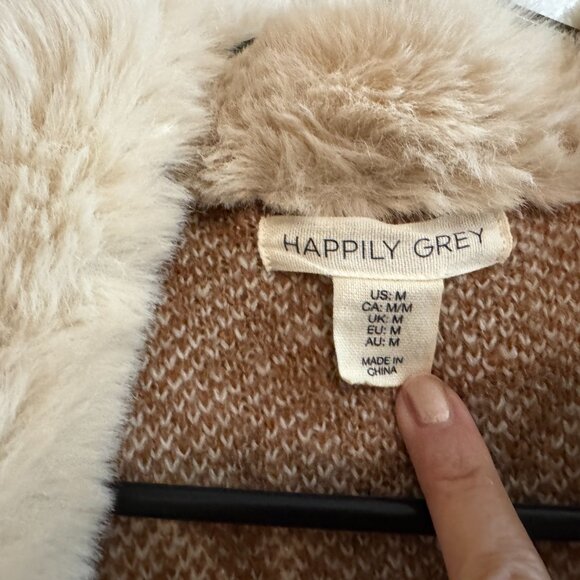 HAPPILY GREY
US: M
CA: M/M
UK: M
EU: M
AU: M
MADE IN
CHINA